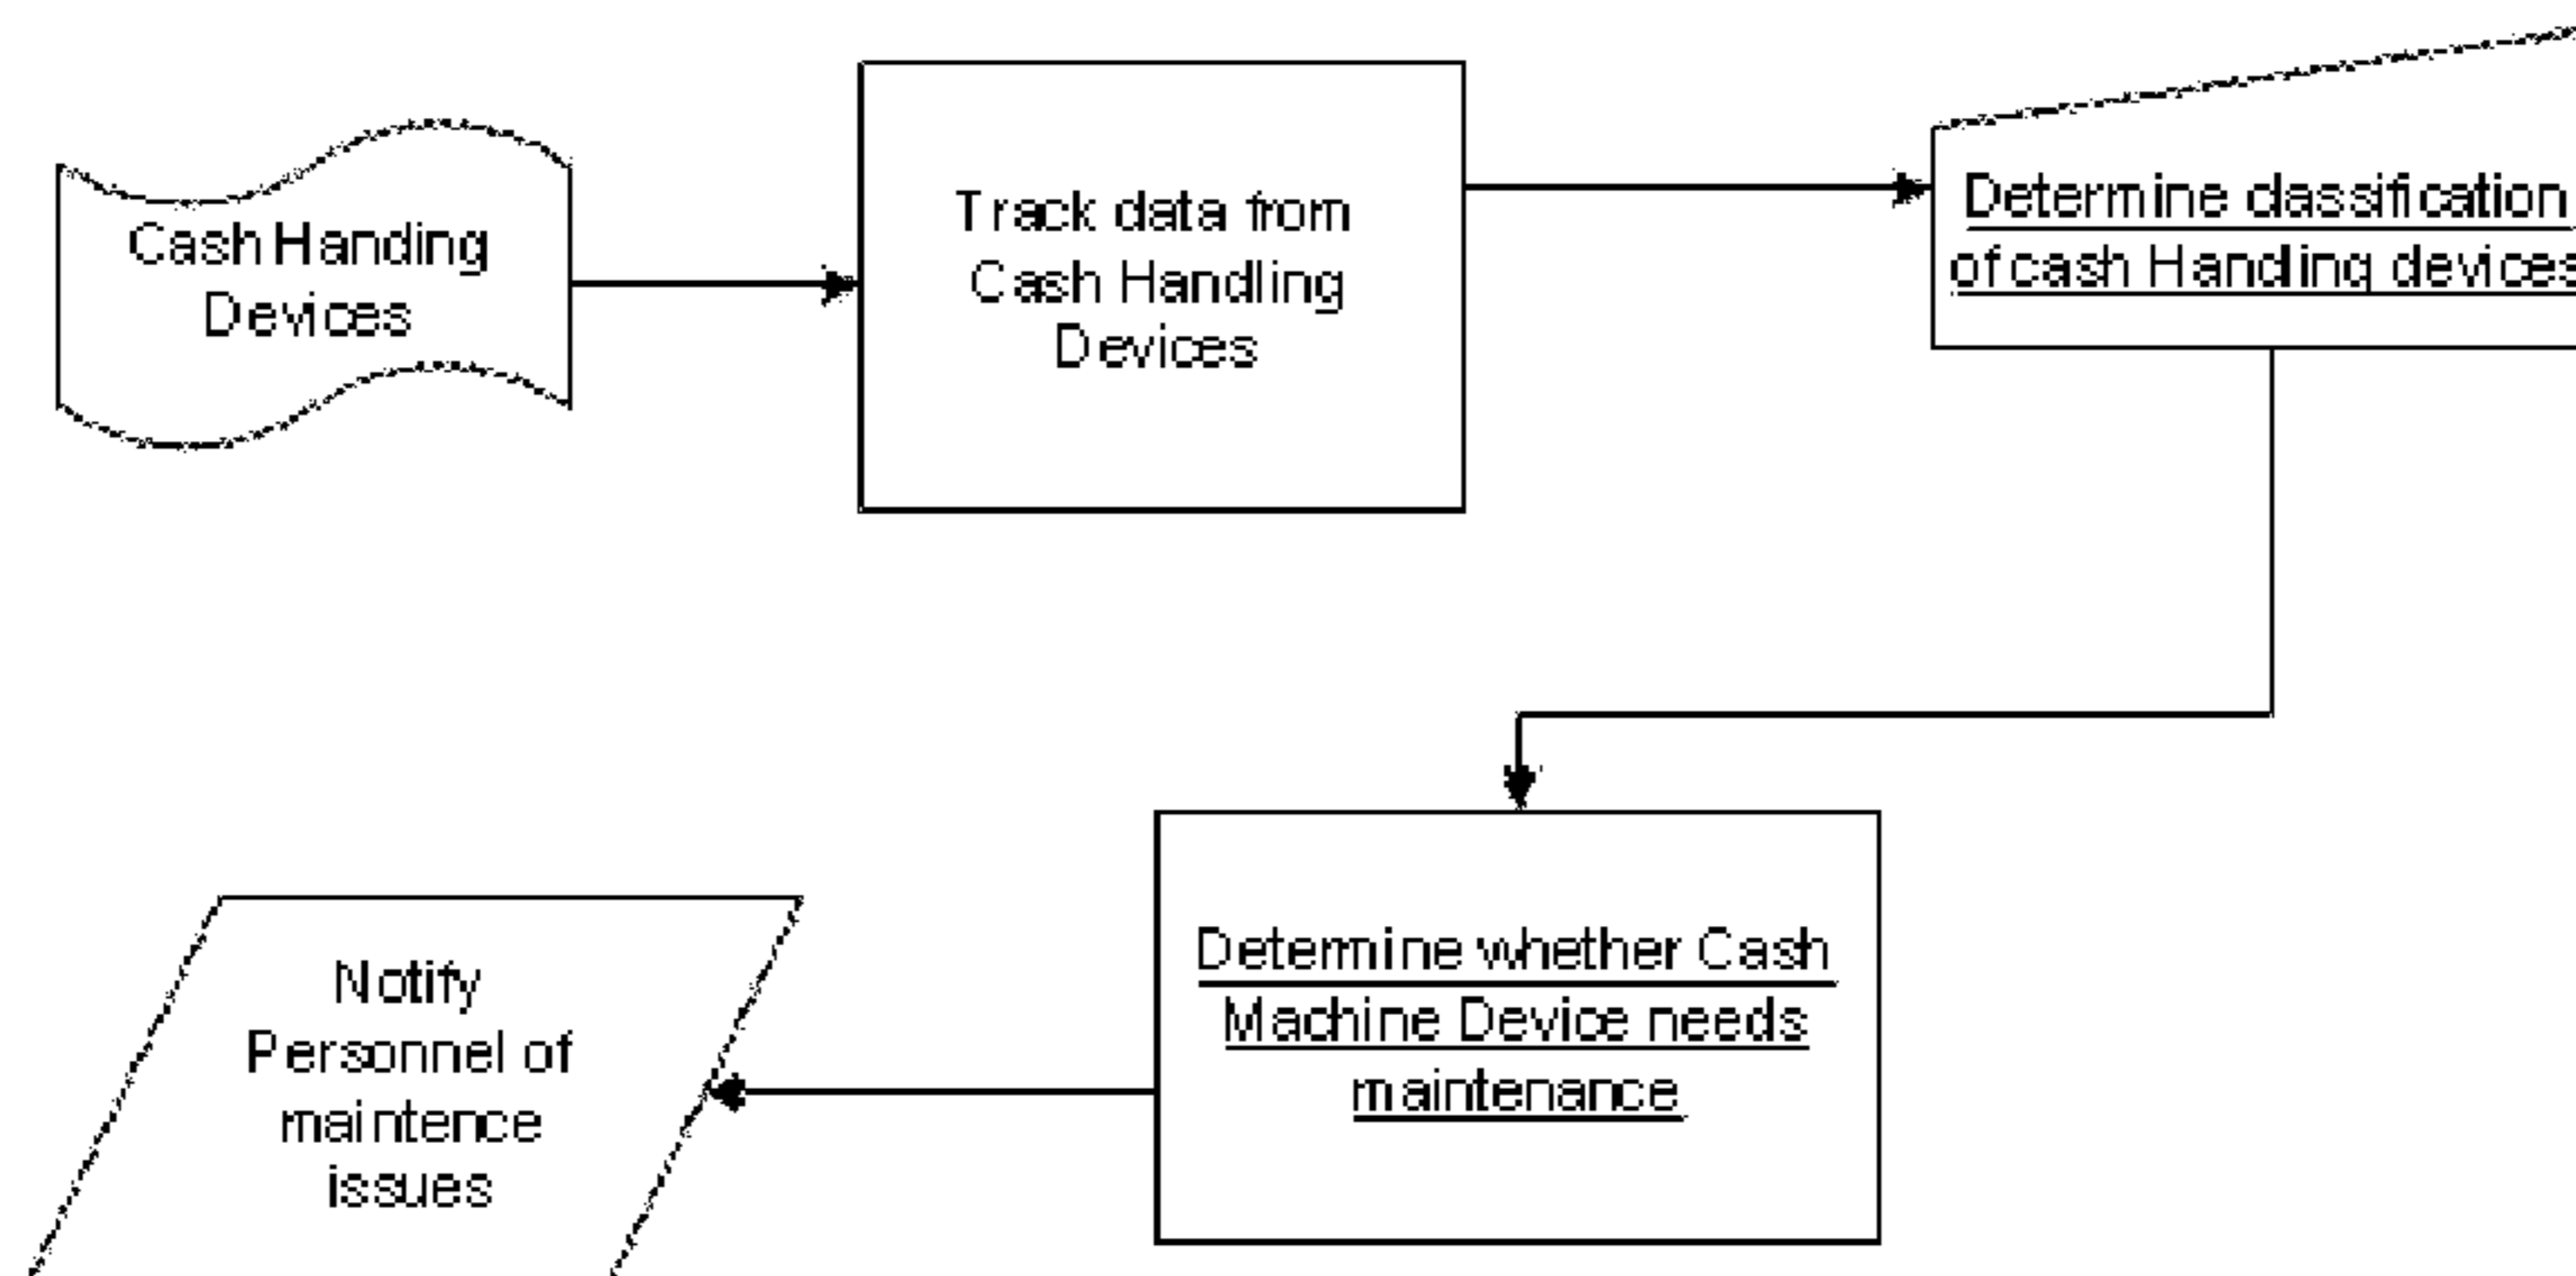 Cash Handing
Devices
Track data from
Cash Handling
Devices
Determine classification
of cash Handling devices
Determine whether Cash
Machine Device needs
maintenance
Notify
Personnel of
maintence
issues